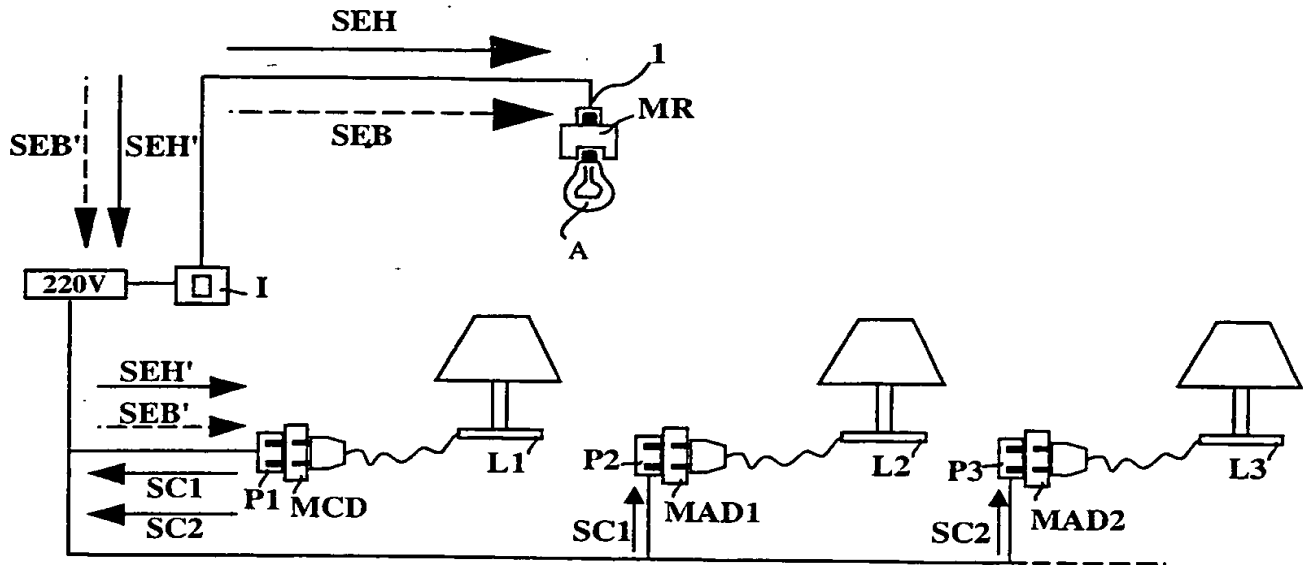 SEH
1
MR
SEB
SEB'
SEH'
A
220V
I
SEH'
SEB'
SC1
SC2
P1
MCD
L1
P2
MAD1
L2
SC1
P3
MAD2
L3
SC2